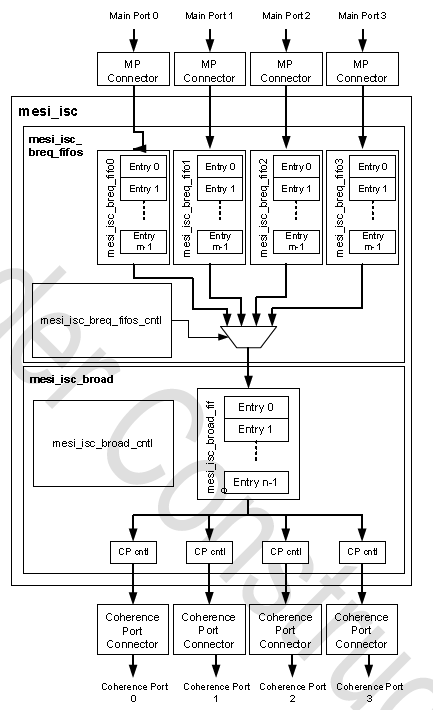 Main Port 0
Main Port 1
Main Port 2
Main Port 3
MP
Connector
MP
Connector
MP
Connector
MP
Connector
mesi_isc
mesi_isc_
breq_fifos
mesi_isc_breq_fifo0
Entry 0
Entry 1
Entry
m-1
mesi_isc_breq_fifo1
Entry 0
Entry 1
Entry
m-1
mesi_isc_breq_fifo2
Entry 0
Entry 1
Entry
m-1
mesi_isc_breq_fifo3
Entry 0
Entry 1
Entry
m-1
mesi_isc_breq_fifos_cntl
mesi_isc_broad
mesi_isc_broad_cntl
mesi_isc_broad_fif
o
Entry 0
Entry 1
Entry n-1
CP cntl
CP cntl
CP cntl
CP cntl
Coherence
Port
Connector
Coherence
Port
Connector
Coherence
Port
Connector
Coherence
Port
Connector
Coherence Port
0
Coherence Port
1
Coherence Port
2
Coherence Port
3
der Construc